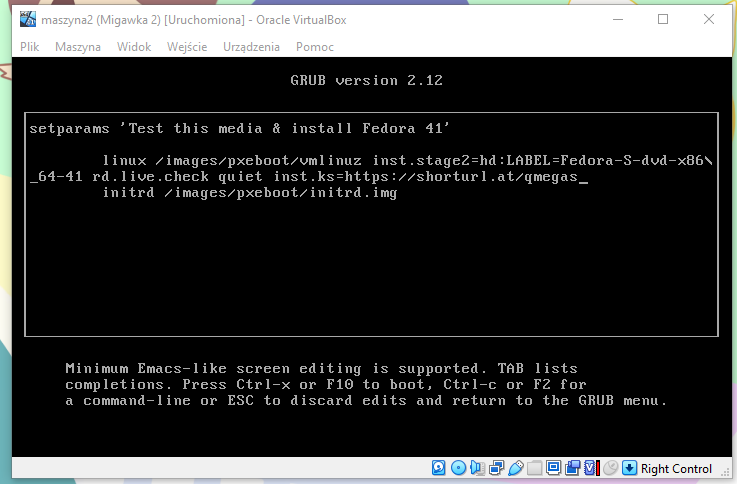 maszyna2 (Migawka 2) [Uruchomiona] - Oracle VirtualBox
Plik Maszyna Widok Wejście Urządzenia Pomoc
GRUB version 2.12
setparams 'Test this media & install Fedora 41'
linux /images/pxeboot/vmlinuz inst.stage2=hd:LABEL=Fedora-S-dvd-x86\
_64-41 rd.live.check quiet inst.ks=https://shorturl.at/qmegas_
initrd /images/pxeboot/initrd.img
Minimum Emacs-like screen editing is supported. TAB lists
completions. Press Ctrl-x or F10 to boot, Ctrl-c or F2 for
a command-line or ESC to discard edits and return to the GRUB menu.
Right Control